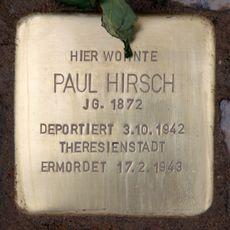 HIER WOHNTE
PAUL HIRSCH
JG. 1872
DEPORTIERT 3.10.1942
THERESIENSTADT
ERMORDET 17.2.1943